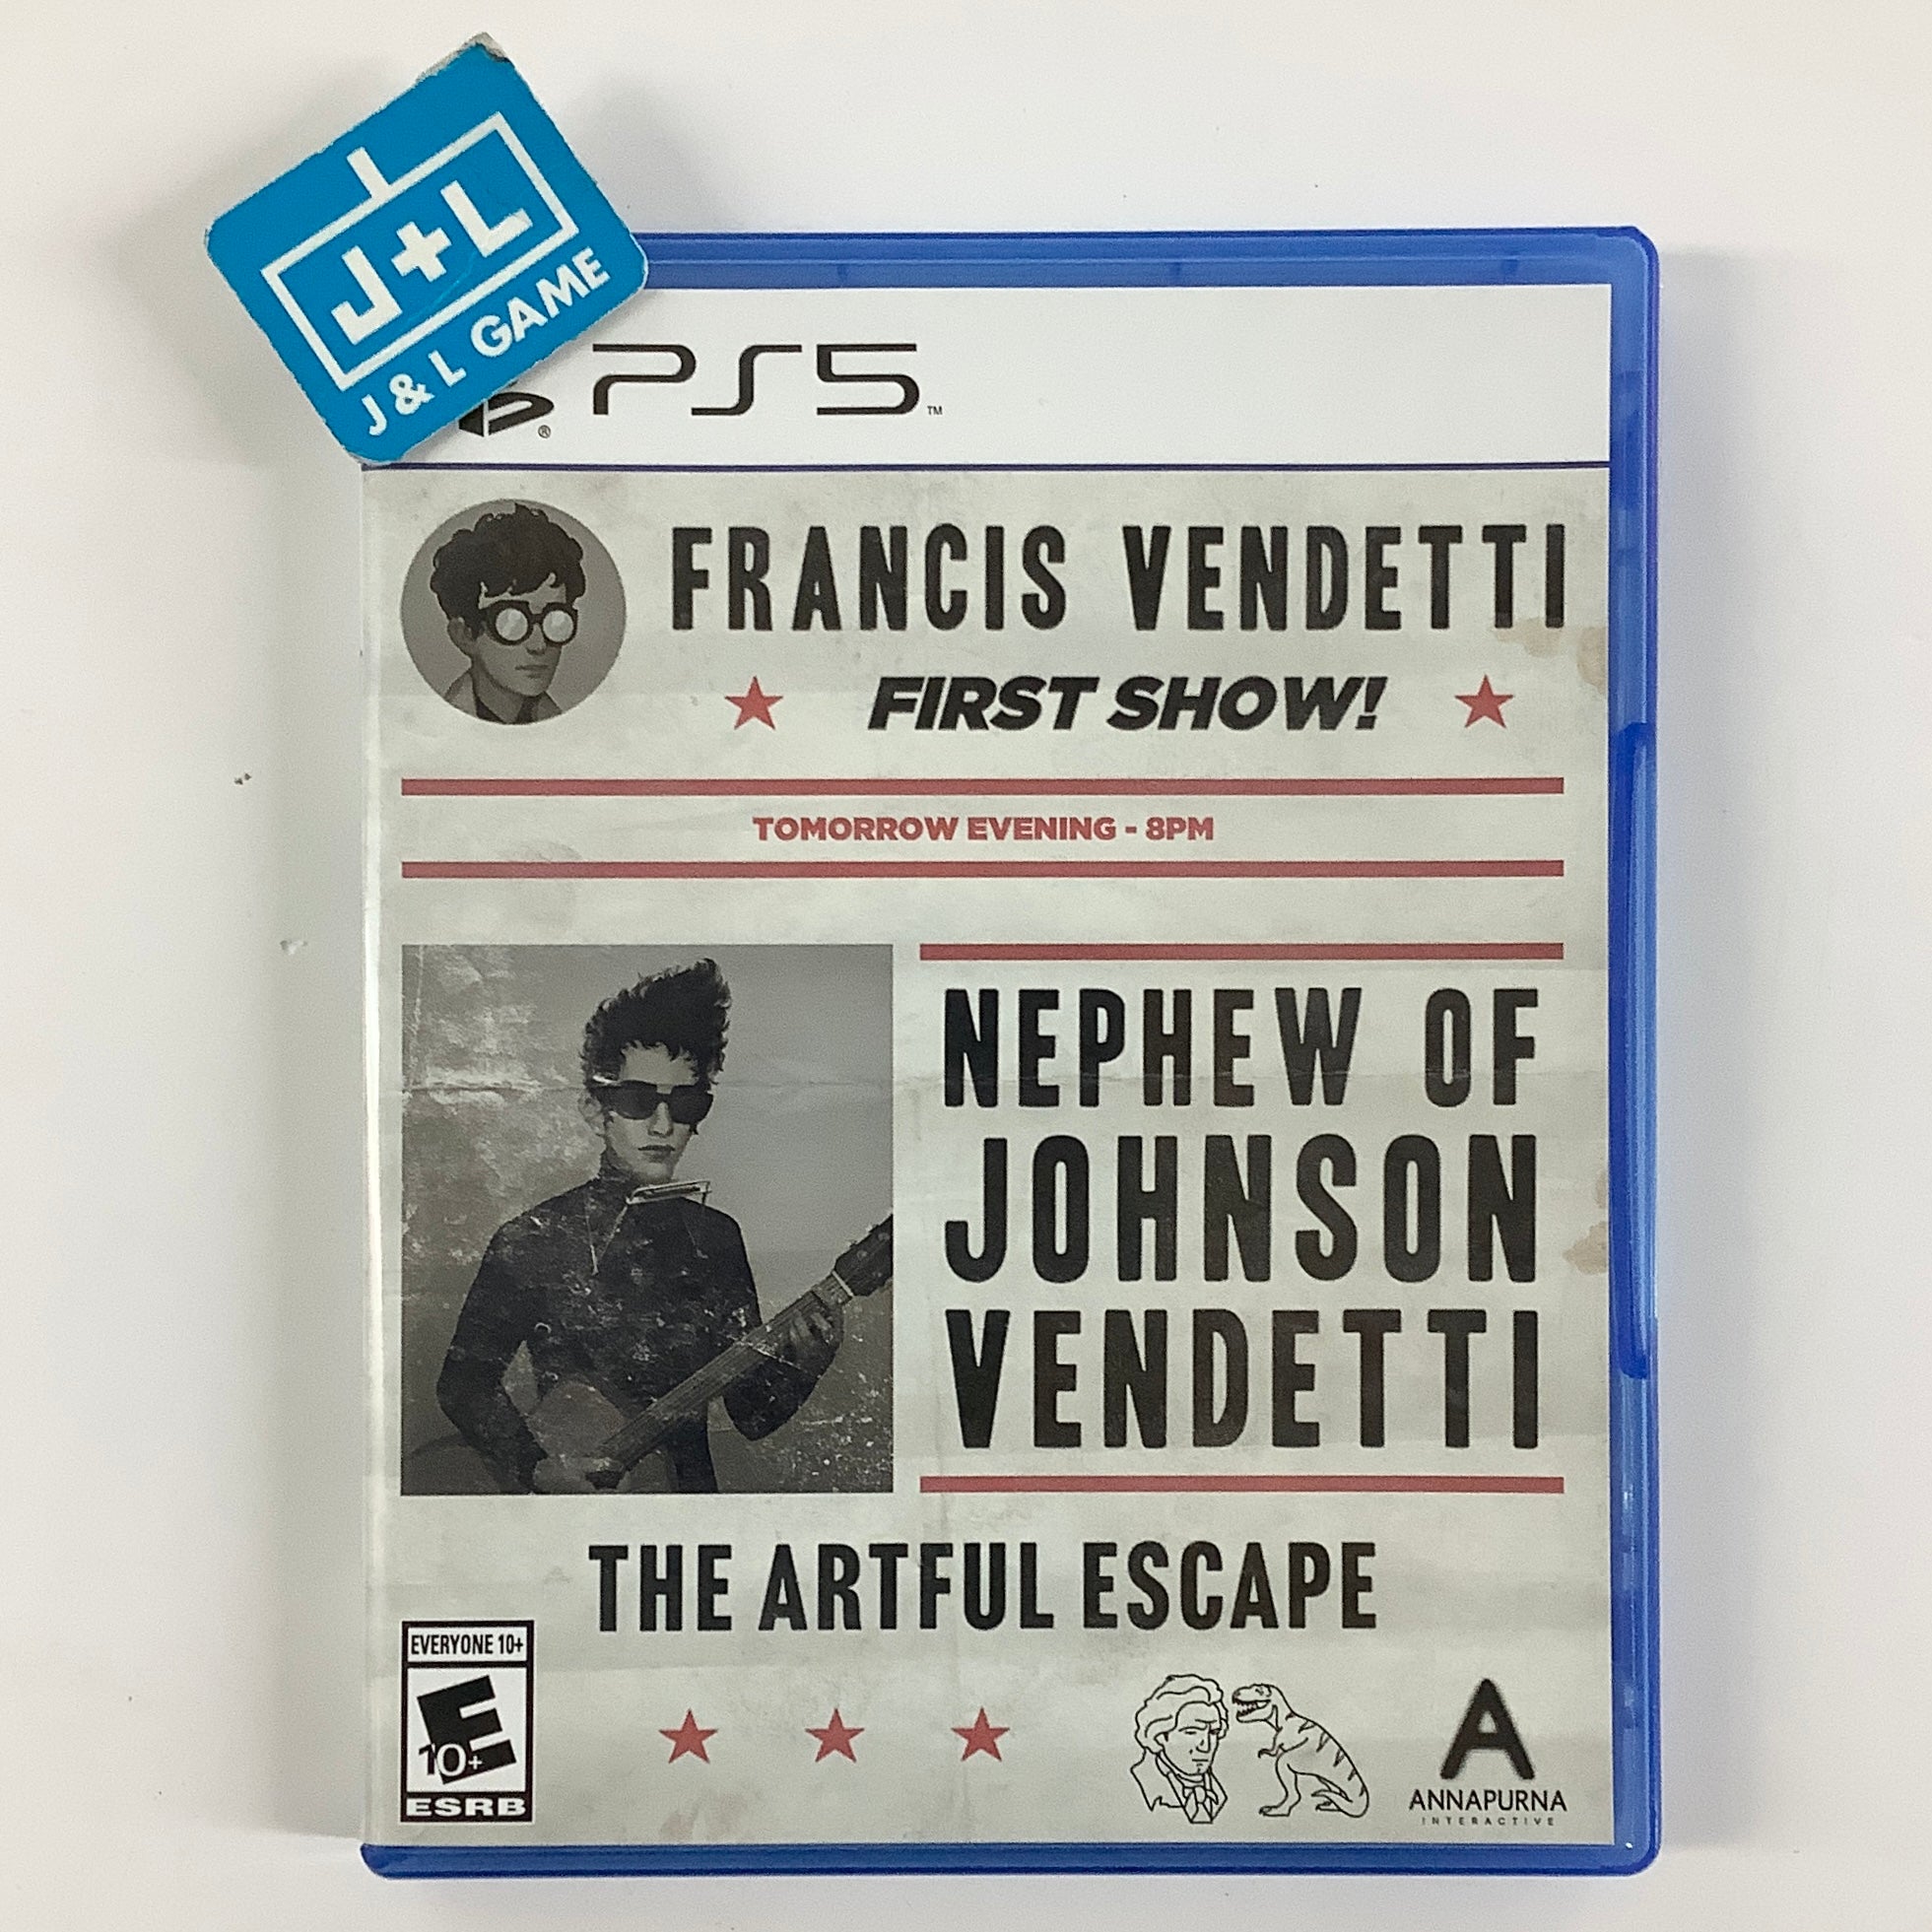 J+L
J & L GAME
PS5™
®
FRANCIS VENDETTI
FIRST SHOW!
TOMORROW EVENING - 8PM
NEPHEW OF
JOHNSON
VENDETTI
THE ARTFUL ESCAPE
EVERYONE 10+
E
10+
ESRB
A
ANNAPURNA
INTERACTIVE